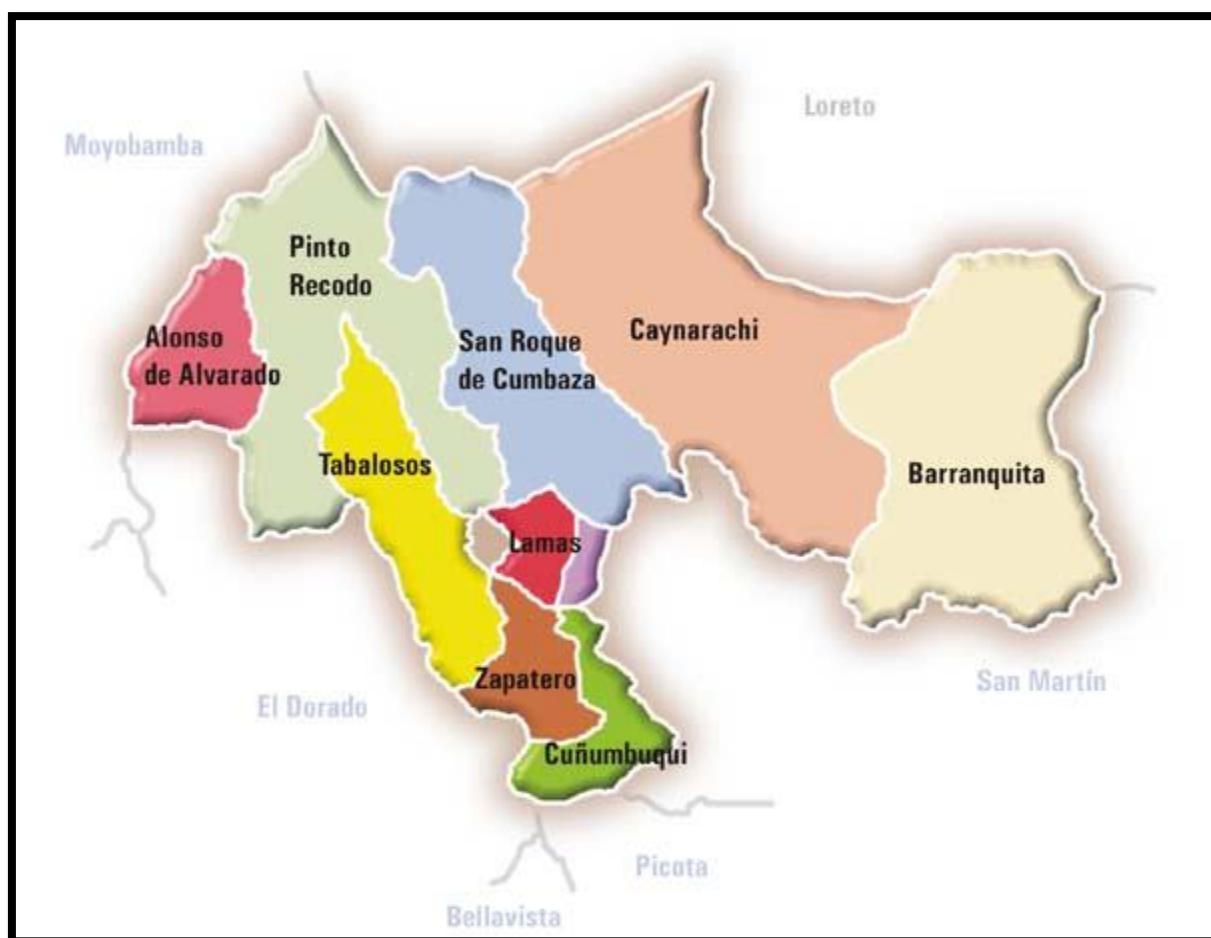 Loreto
Moyobamba
Pinto
Recodo
Alonso
de Alvarado
San Roque
de Cumbaza
Caynarachi
Tabalosos
Barranquita
Lamas
Zapatero
San Martín
El Dorado
Cuñumbuqui
Picota
Bellavista